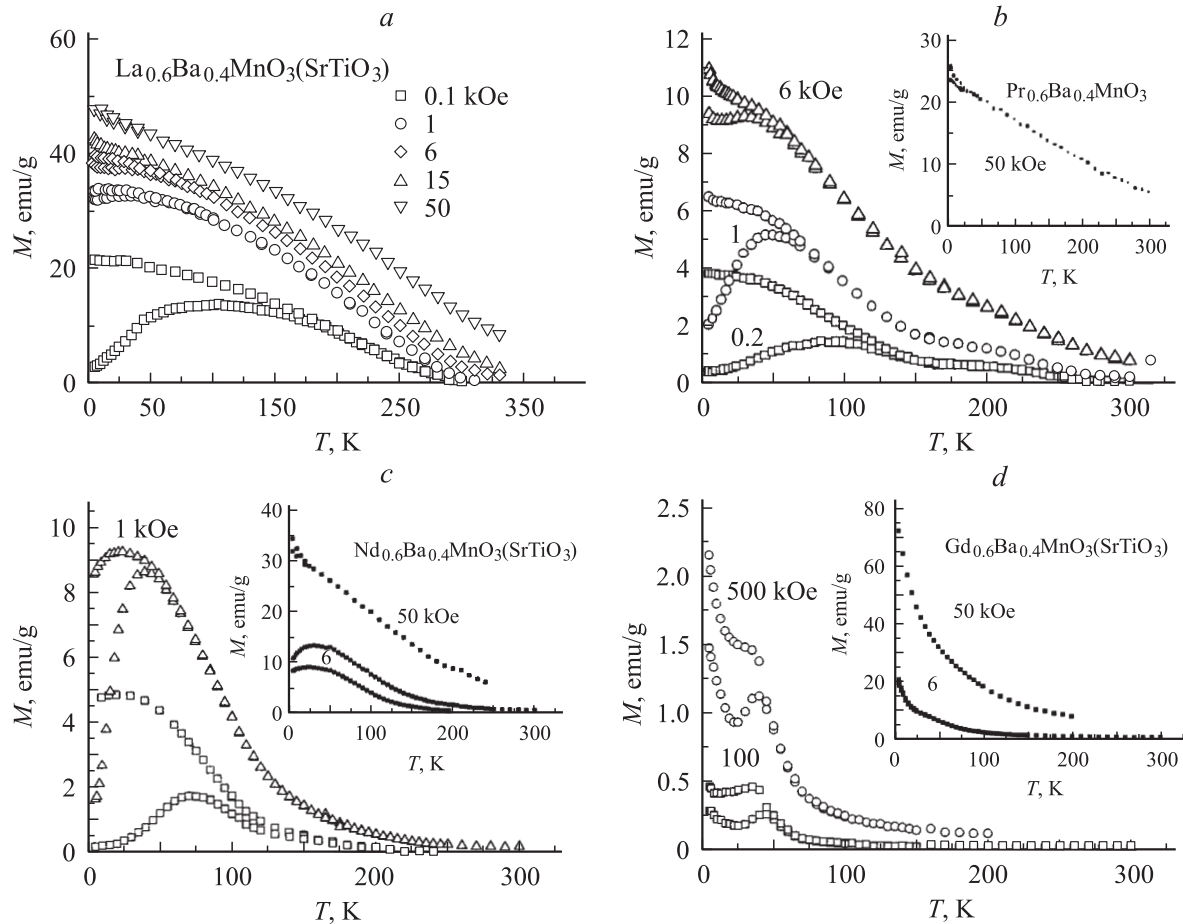 a
60
40
20
0
M, emu/g
La0.6Ba0.4MnO3(SrTiO3)
0.1 kOe
1
6
15
50
0 50 150 250 350
T, K
b
12
10
8
6
4
2
0
M, emu/g
6 kOe
1
0.2
0 100 200 300
T, K
30
20
10
0
M, emu/g
Pr0.6Ba0.4MnO3
50 kOe
0 100 200 300
T, K
c
10
8
6
4
2
0
M, emu/g
1 kOe
0 100 200 300
T, K
40
30
20
10
0
M, emu/g
Nd0.6Ba0.4MnO3(SrTiO3)
50 kOe
6
0 100 200 300
T, K
d
2.5
2.0
1.5
1.0
0.5
0
M, emu/g
500 kOe
100
0 100 200 300
T, K
80
60
40
20
0
M, emu/g
Gd0.6Ba0.4MnO3(SrTiO3)
50 kOe
6
0 100 200 300
T, K